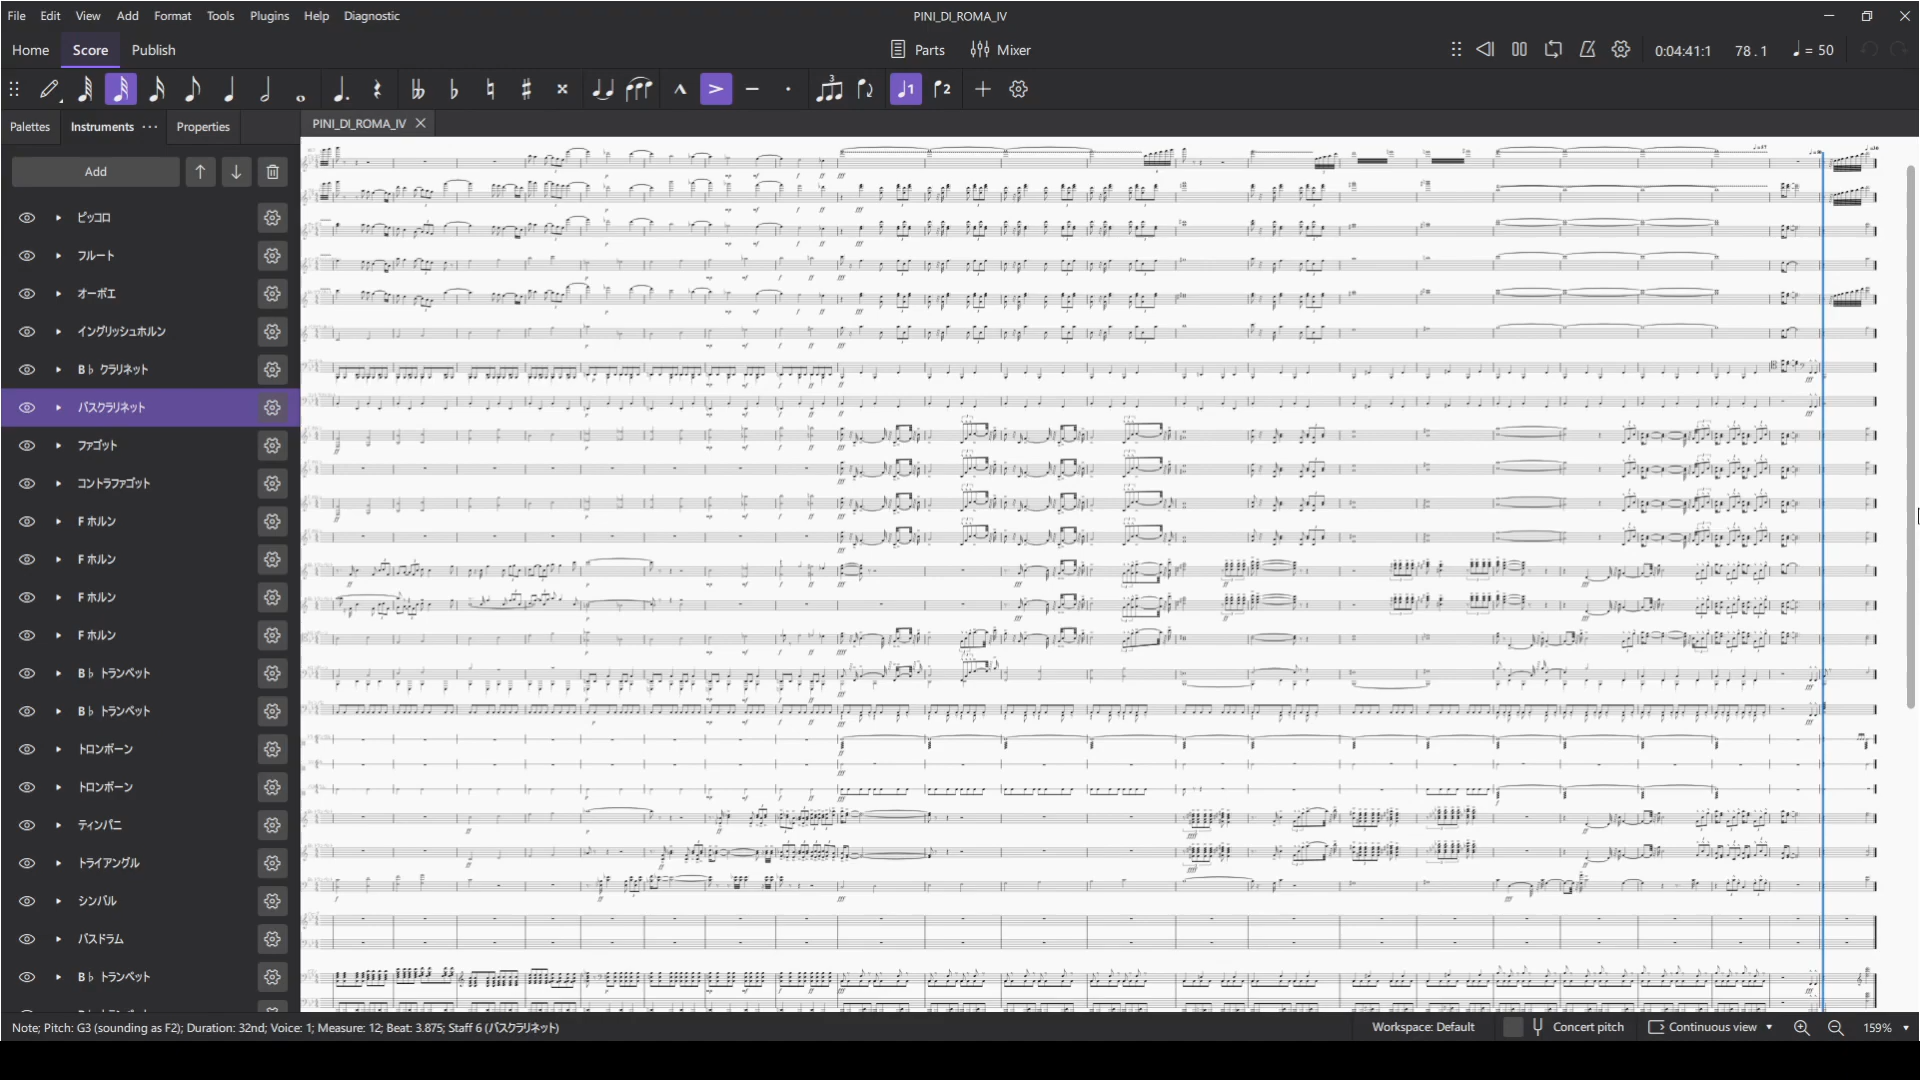 File Edit View Add Format Tools Plugins Help Diagnostic
PINI_DI_ROMA_IV
Home Score Publish
Parts Mixer
0:04:41:1 78 . 1 = 50
Palettes Instruments Properties
PINI_DI_ROMA_IV
Add
ピッコロ
フルート
オーボエ
イングリッシュホルン
B♭ クラリネット
バスクラリネット
ファゴット
コントラファゴット
F ホルン
F ホルン
F ホルン
F ホルン
B♭ トランペット
B♭ トランペット
トロンボーン
トロンボーン
ティンパニ
トライアングル
シンバル
バスドラム
B♭ トランペット
Note; Pitch: G3 (sounding as F2); Duration: 32nd; Voice: 1; Measure: 12; Beat: 3.875; Staff 6 (バスクラリネット)
Workspace: Default Concert pitch Continuous view 159%